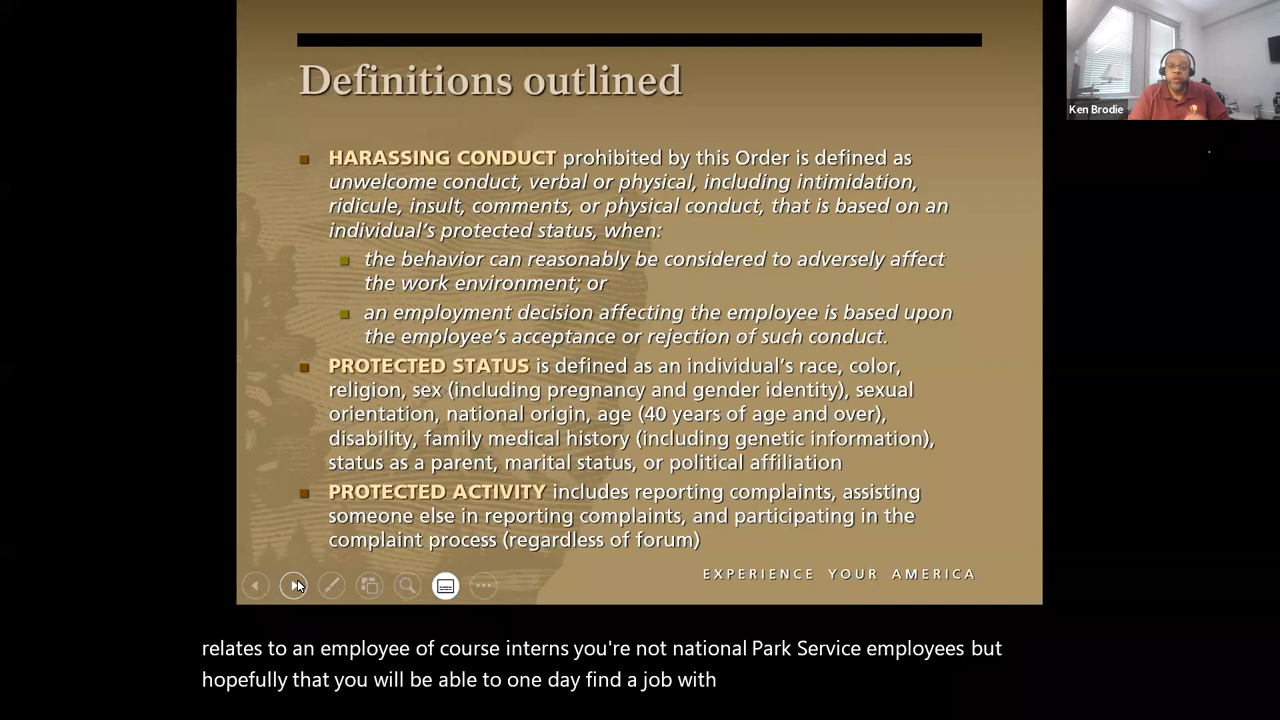 Definitions outlined
HARASSING CONDUCT prohibited by this Order is defined as
unwelcome conduct, verbal or physical, including intimidation,
ridicule, insult, comments, or physical conduct, that is based on an
individual's protected status, when:
the behavior can reasonably be considered to adversely affect
the work environment; or
an employment decision affecting the employee is based upon
the employee's acceptance or rejection of such conduct.
PROTECTED STATUS is defined as an individual's race, color,
religion, sex (including pregnancy and gender identity), sexual
orientation, national origin, age (40 years of age and over),
disability, family medical history (including genetic information),
status as a parent, marital status, or political affiliation
PROTECTED ACTIVITY includes reporting complaints, assisting
someone else in reporting complaints, and participating in the
complaint process (regardless of forum)
EXPERIENCE YOUR AMERICA
Ken Brodie
relates to an employee of course interns you're not national Park Service employees but
hopefully that you will be able to one day find a job with